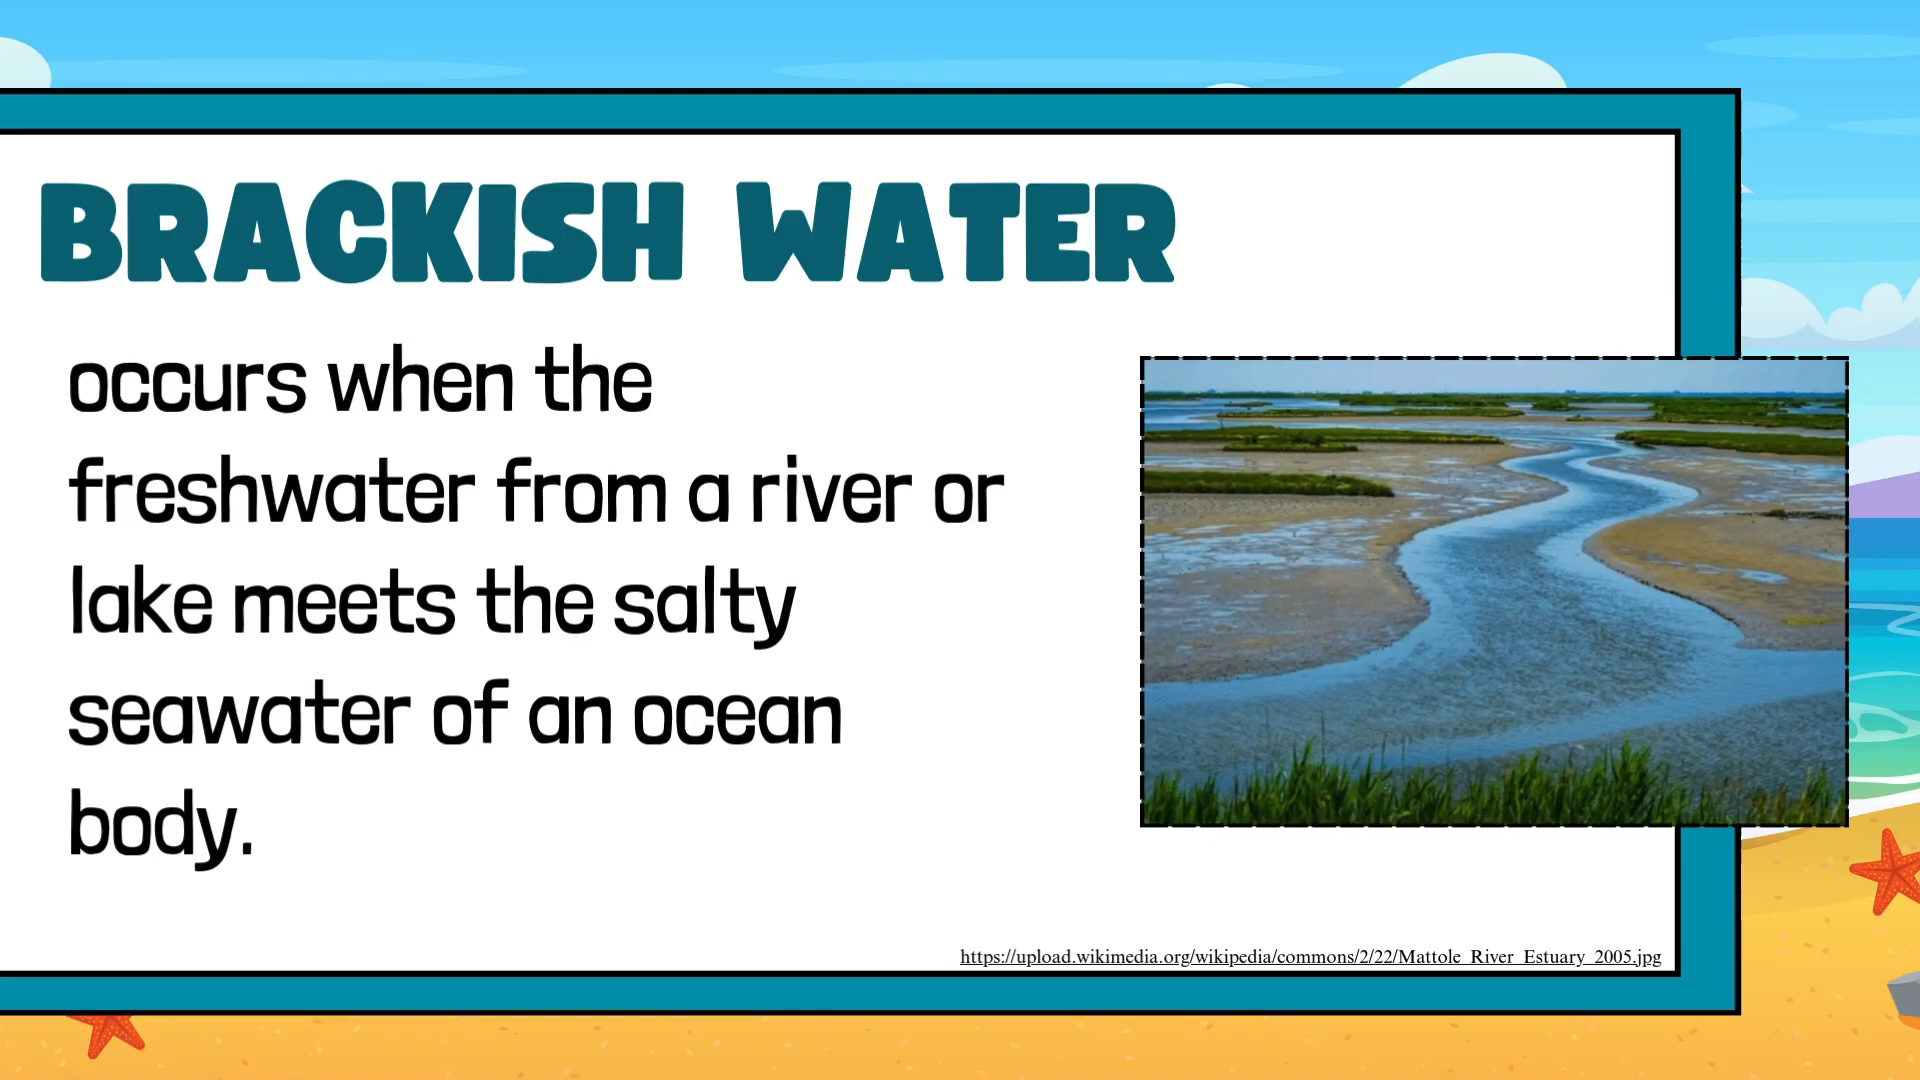 BRACKISH WATER
occurs when the
freshwater from a river or
lake meets the salty
seawater of an ocean
body.
https://upload.wikimedia.org/wikipedia/commons/2/22/Mattole_River_Estuary_2005.jpg